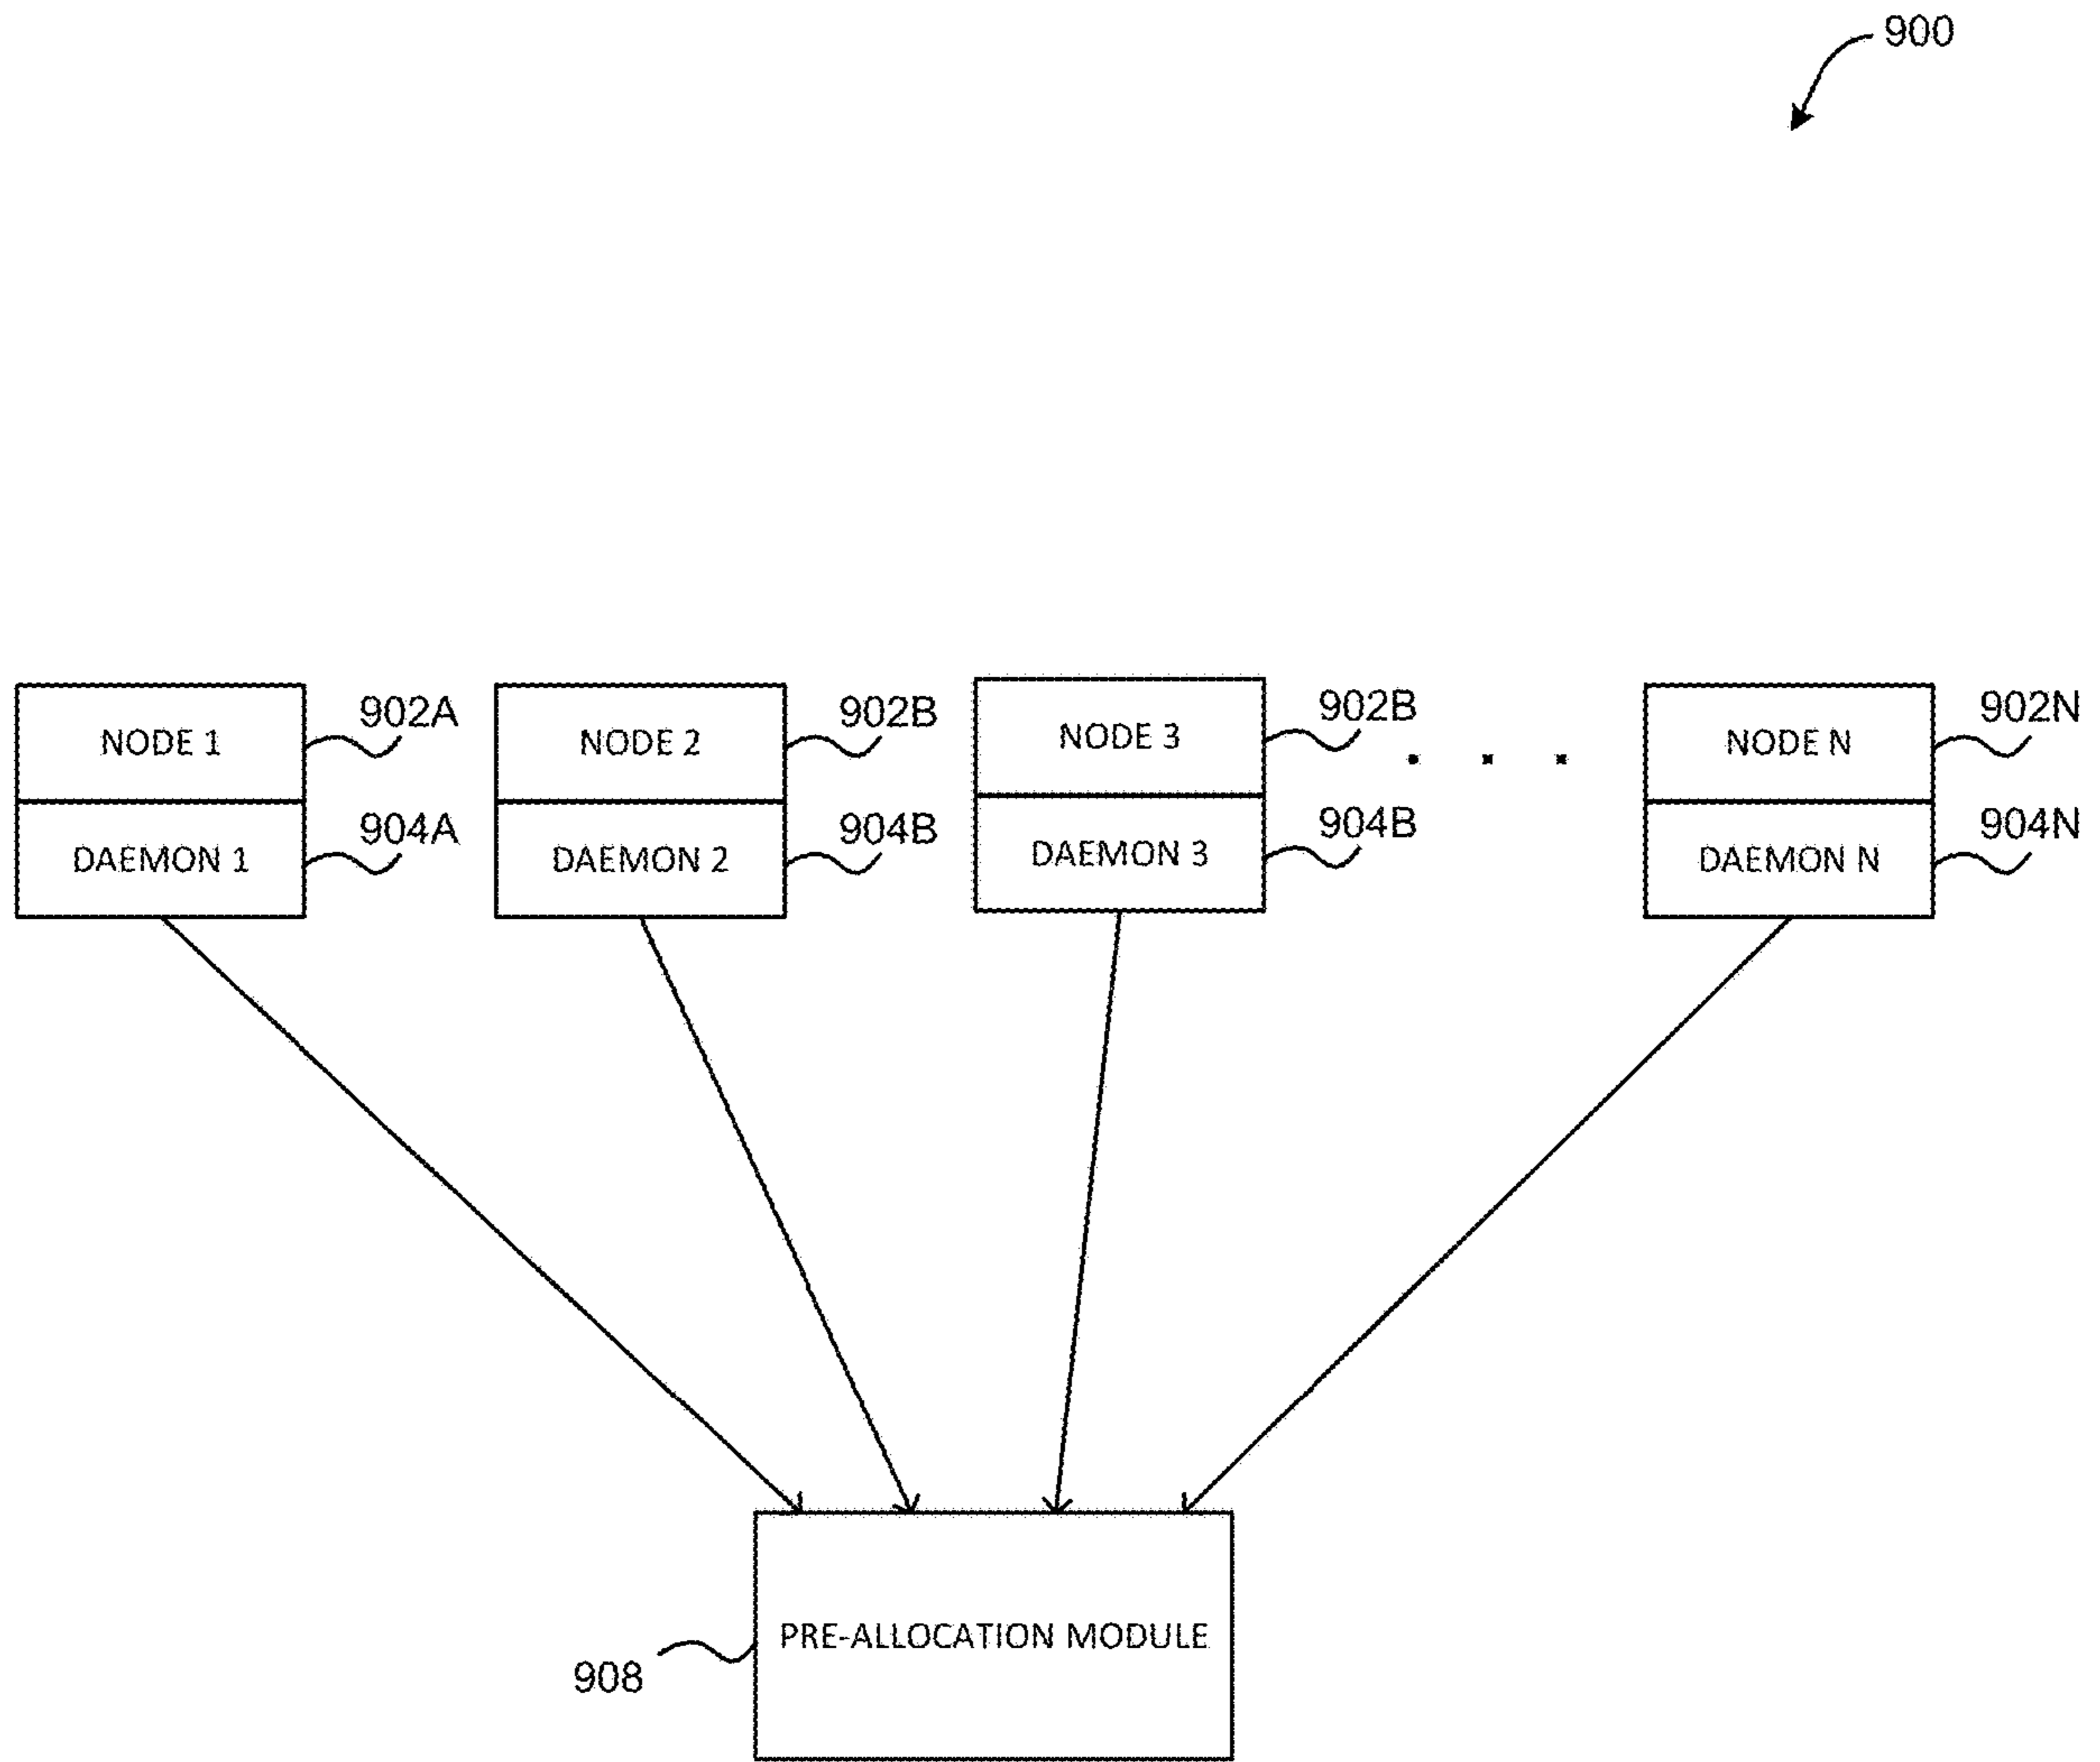 900
NODE 1
902A
NODE 2
902B
NODE 3
902B
NODE N
902N
DAEMON 1
904A
DAEMON 2
904B
DAEMON 3
904B
DAEMON N
904N
PRE-ALLOCATION MODULE
908